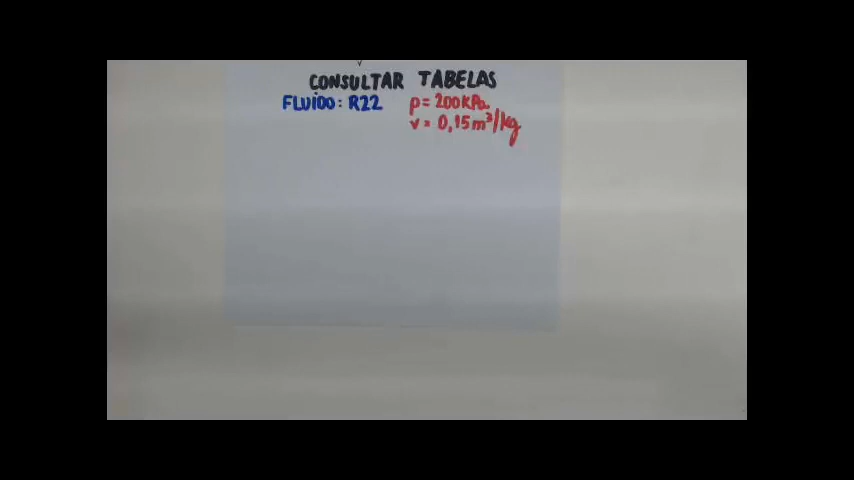 CONSULTAR TABELAS
FLUIDO: R22 p = 200 kPa
v = 0,15 m³/kg